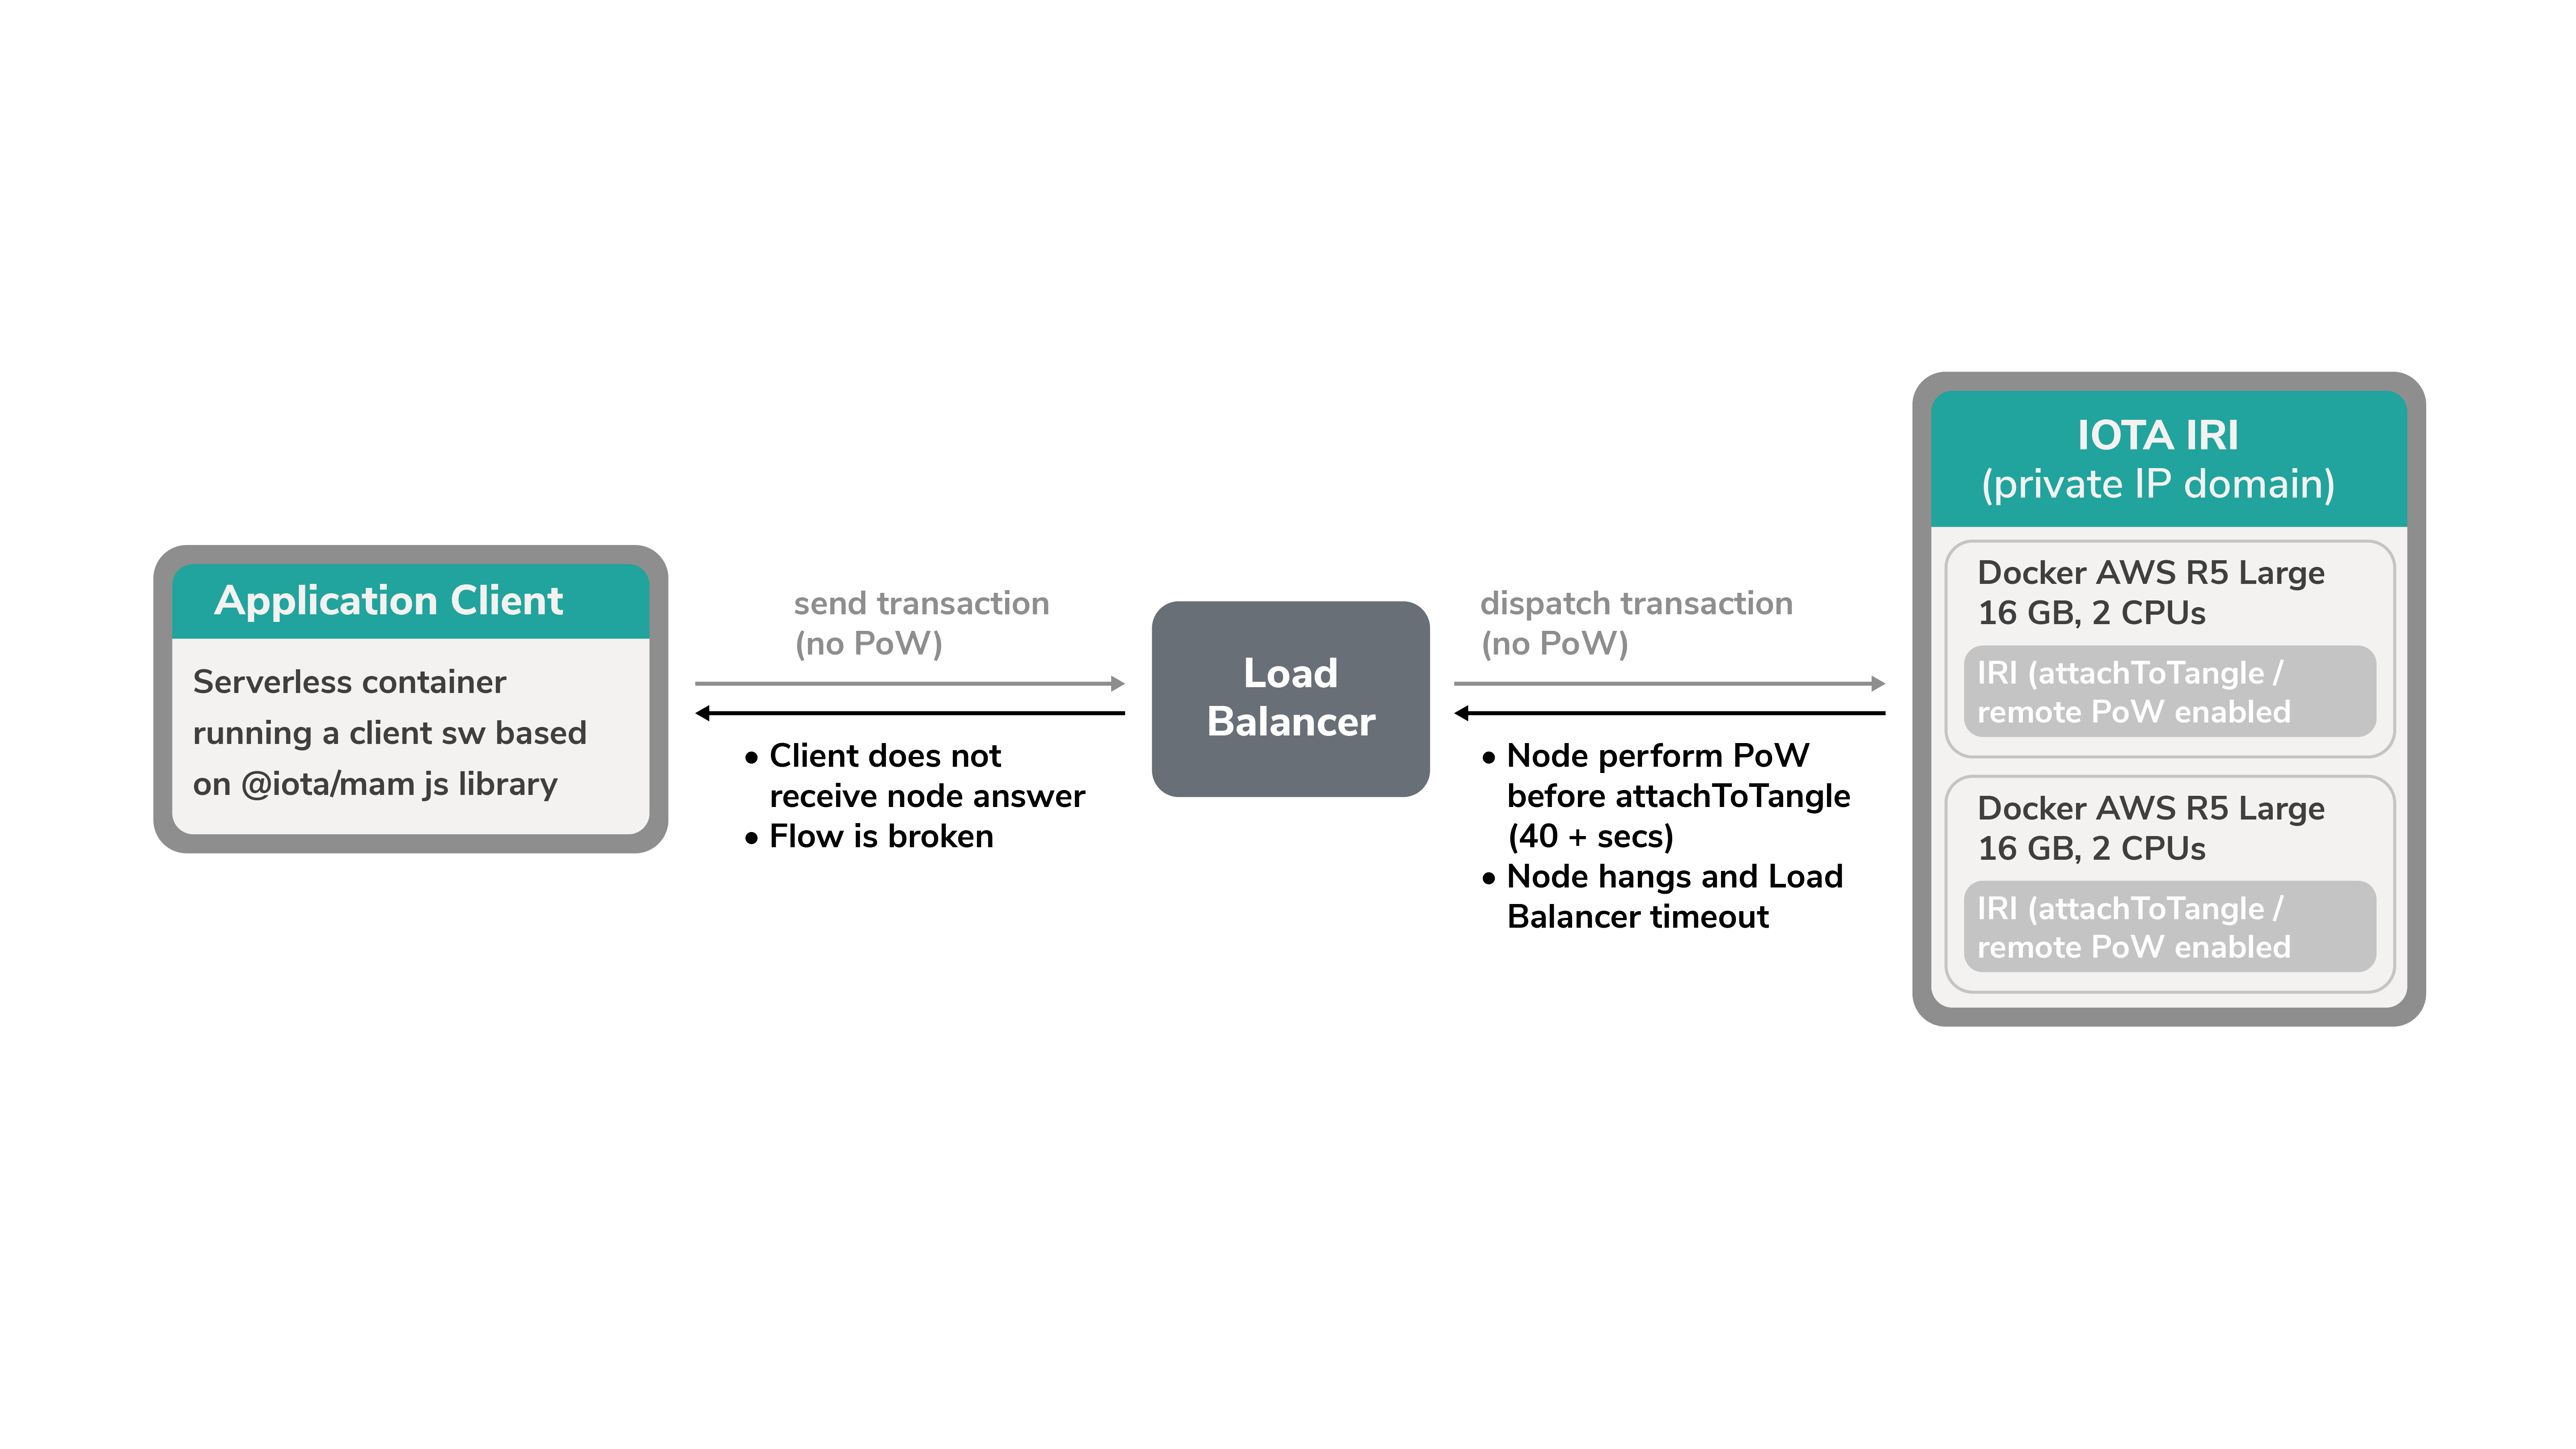 Application Client
Serverless container
running a client sw based
on @iota/mam js library
send transaction
(no PoW)
• Client does not
receive node answer
• Flow is broken
Load
Balancer
dispatch transaction
(no PoW)
• Node perform PoW
before attachToTangle
(40 + secs)
• Node hangs and Load
Balancer timeout
IOTA IRI
(private IP domain)
Docker AWS R5 Large
16 GB, 2 CPUs
IRI (attachToTangle /
remote PoW enabled
Docker AWS R5 Large
16 GB, 2 CPUs
IRI (attachToTangle /
remote PoW enabled